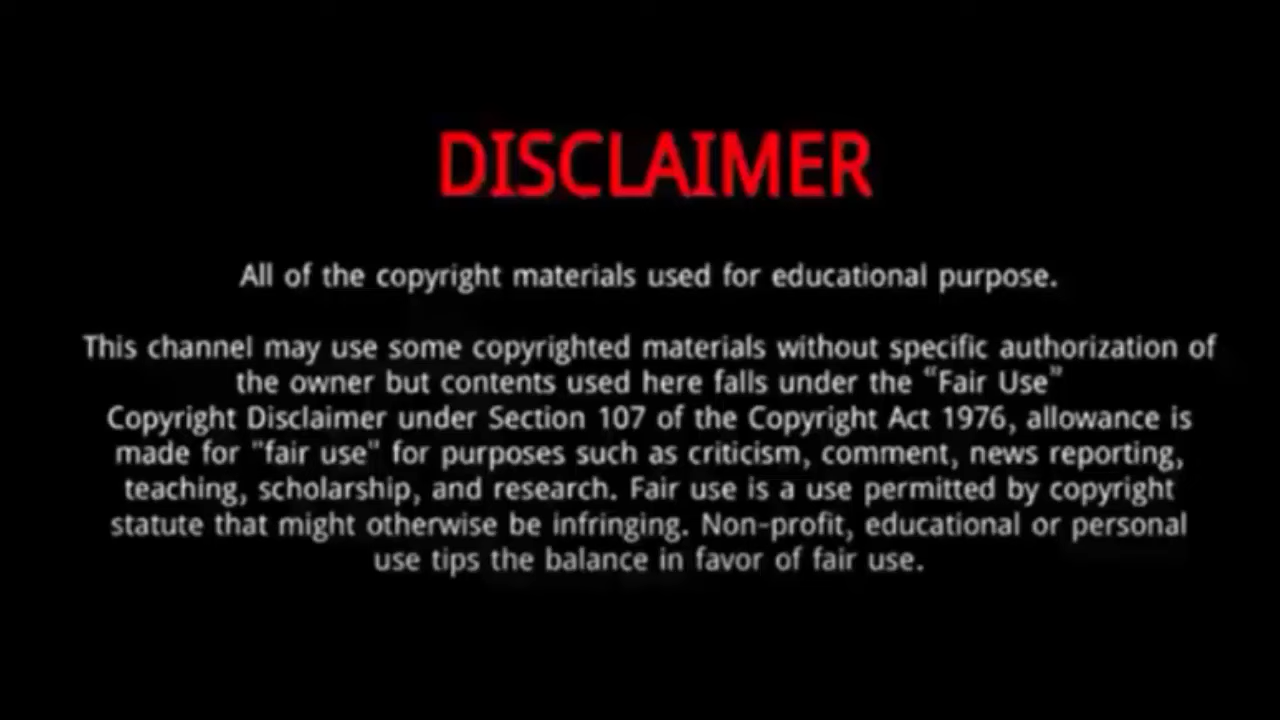 DISCLAIMER
All of the copyright materials used for educational purpose.
This channel may use some copyrighted materials without specific authorization of
the owner but contents used here falls under the “Fair Use”
Copyright Disclaimer under Section 107 of the Copyright Act 1976, allowance is
made for "fair use" for purposes such as criticism, comment, news reporting,
teaching, scholarship, and research. Fair use is a use permitted by copyright
statute that might otherwise be infringing. Non-profit, educational or personal
use tips the balance in favor of fair use.